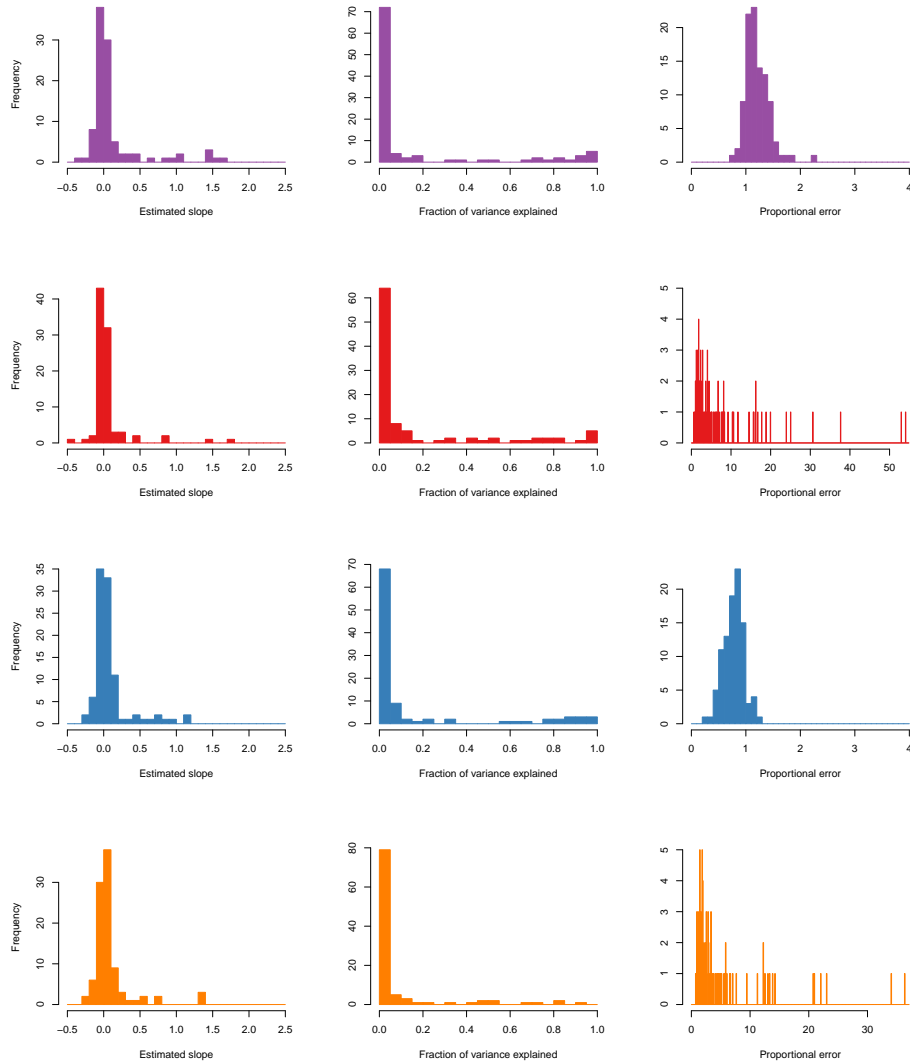 Frequency
0 10 20 30
−0.5 0.0 0.5 1.0 1.5 2.0 2.5
Estimated slope
0 10 20 30 40 50 60 70
0.0 0.2 0.4 0.6 0.8 1.0
Fraction of variance explained
0 5 10 15 20
0 1 2 3 4
Proportional error
Frequency
0 10 20 30 40
−0.5 0.0 0.5 1.0 1.5 2.0 2.5
Estimated slope
0 10 20 30 40 50 60
0.0 0.2 0.4 0.6 0.8 1.0
Fraction of variance explained
0 1 2 3 4 5
0 10 20 30 40 50
Proportional error
Frequency
0 5 10 15 20 25 30 35
−0.5 0.0 0.5 1.0 1.5 2.0 2.5
Estimated slope
0 10 20 30 40 50 60 70
0.0 0.2 0.4 0.6 0.8 1.0
Fraction of variance explained
0 5 10 15 20
0 1 2 3 4
Proportional error
Frequency
0 10 20 30
−0.5 0.0 0.5 1.0 1.5 2.0 2.5
Estimated slope
0 20 40 60 80
0.0 0.2 0.4 0.6 0.8 1.0
Fraction of variance explained
0 1 2 3 4 5
0 10 20 30
Proportional error